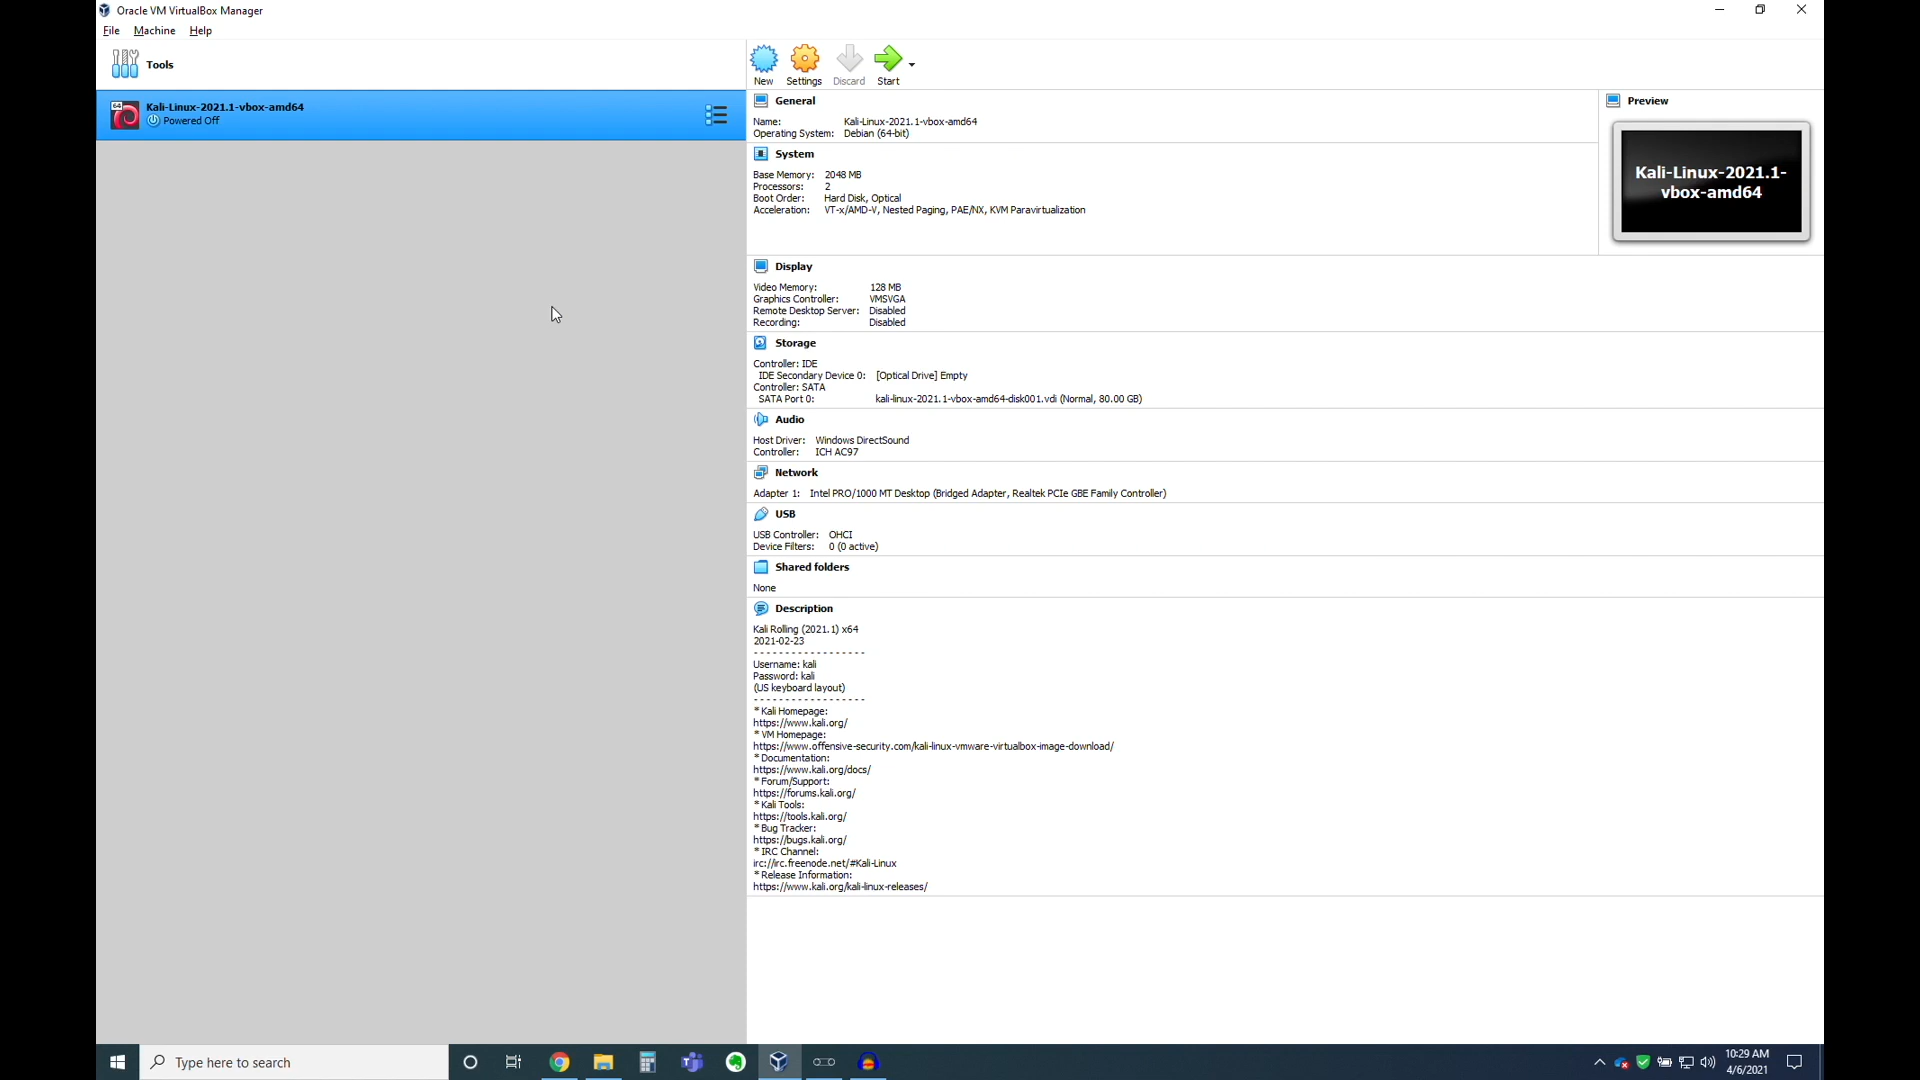 Oracle VM VirtualBox Manager
File Machine Help
Tools
New Settings Discard Start
64 Kali-Linux-2021.1-vbox-amd64
Powered Off
General
Name: Kali-Linux-2021.1-vbox-amd64
Operating System: Debian (64-bit)
System
Base Memory: 2048 MB
Processors: 2
Boot Order: Hard Disk, Optical
Acceleration: VT-x/AMD-V, Nested Paging, PAE/NX, KVM Paravirtualization
Preview
Kali-Linux-2021.1-
vbox-amd64
Display
Video Memory: 128 MB
Graphics Controller: VMSVGA
Remote Desktop Server: Disabled
Recording: Disabled
Storage
Controller: IDE
IDE Secondary Device 0: [Optical Drive] Empty
Controller: SATA
SATA Port 0: kali-linux-2021.1-vbox-amd64-disk001.vdi (Normal, 80.00 GB)
Audio
Host Driver: Windows DirectSound
Controller: ICH AC97
Network
Adapter 1: Intel PRO/1000 MT Desktop (Bridged Adapter, Realtek PCIe GBE Family Controller)
USB
USB Controller: OHCI
Device Filters: 0 (0 active)
Shared folders
None
Description
Kali Rolling (2021.1) x64
2021-02-23
- - - - - - - - - - - - - - - - - -
Username: kali
Password: kali
(US keyboard layout)
- - - - - - - - - - - - - - - - - -
* Kali Homepage:
https://www.kali.org/
* VM Homepage:
https://www.offensive-security.com/kali-linux-vmware-virtualbox-image-download/
* Documentation:
https://www.kali.org/docs/
* Forum/Support:
https://forums.kali.org/
* Kali Tools:
https://tools.kali.org/
* Bug Tracker:
https://bugs.kali.org/
* IRC Channel:
irc://irc.freenode.net/#Kali-Linux
* Release Information:
https://www.kali.org/kali-linux-releases/
Type here to search
10:29 AM
4/6/2021